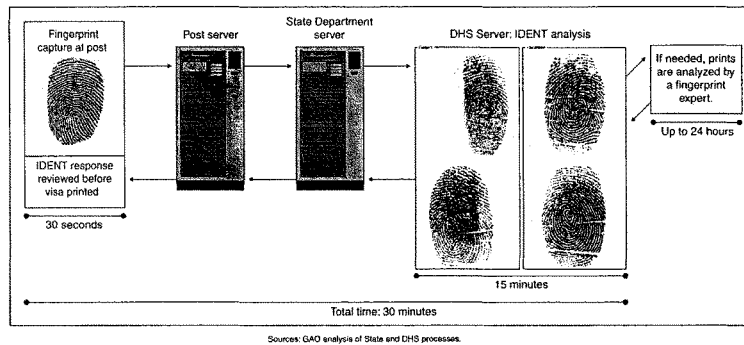 Fingerprint
capture at post
Post server
State Department
server
DHS Server: IDENT analysis
If needed, prints
are analyzed by
a fingerprint
expert.
Up to 24 hours
IDENT response
reviewed before
visa printed
30 seconds
15 minutes
Total time: 30 minutes
Sources: GAO analysis of State and DHS processes.